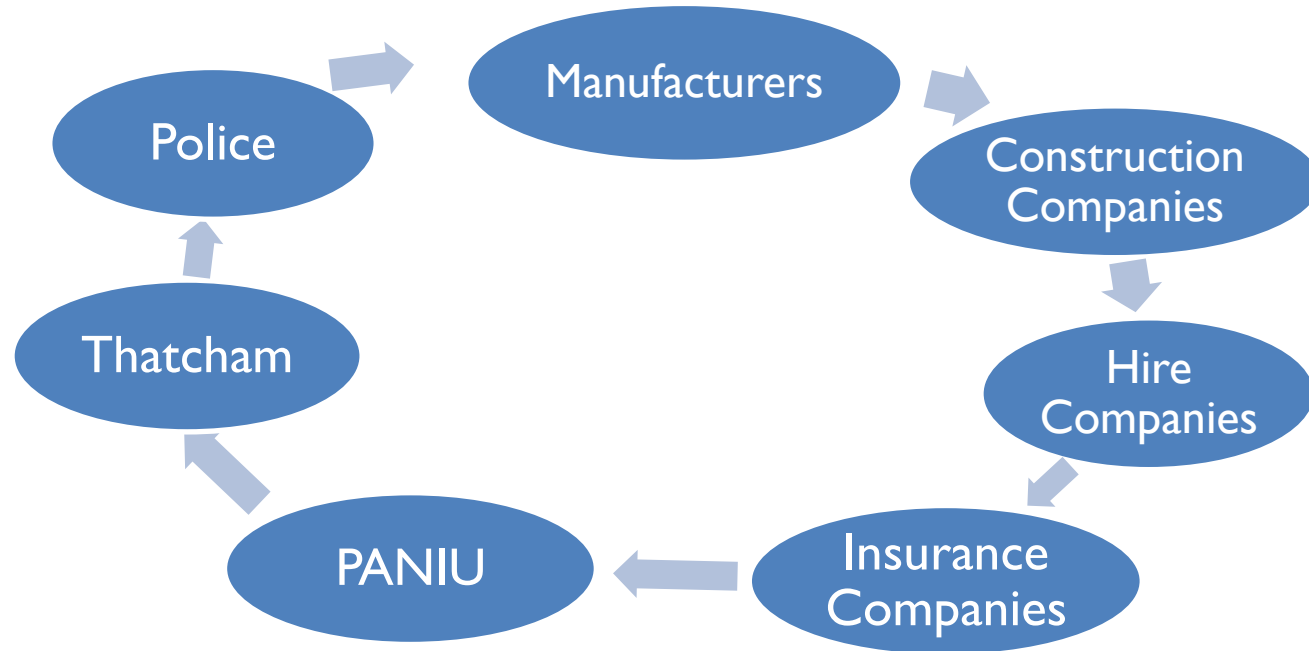 Manufacturers
Construction
Companies
Hire
Companies
Insurance
Companies
PANIU
Thatcham
Police